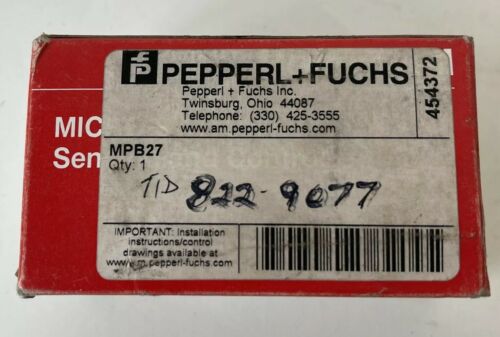 PEPPERL+FUCHS
Pepperl + Fuchs Inc.
Twinsburg, Ohio 44087
Telephone: (330) 425-3555
www.am.pepperl-fuchs.com
454372
MIC
Sen
MPB27
Qty: 1
TID 822-9077
IMPORTANT: Installation
instructions/control
drawings available at
www.am.pepperl-fuchs.com